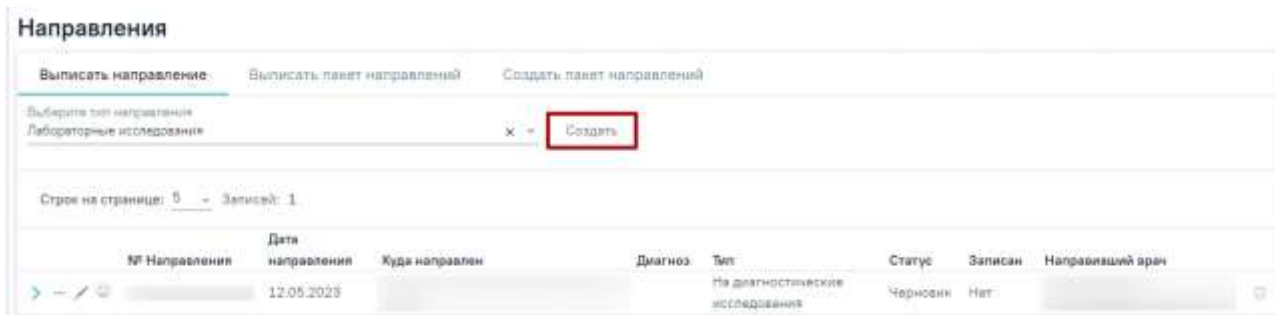 Направления
Выписать направление Выписать пакет направлений Создать пакет направлений
Выберите тип направления
Лабораторные исследования × Создать
Строк на странице: 5 Записей: 1
№ Направления Дата направления Куда направлен Диагноз Тип Статус Записан Направивший врач
12.05.2023 На диагностические исследования Черновик Нет